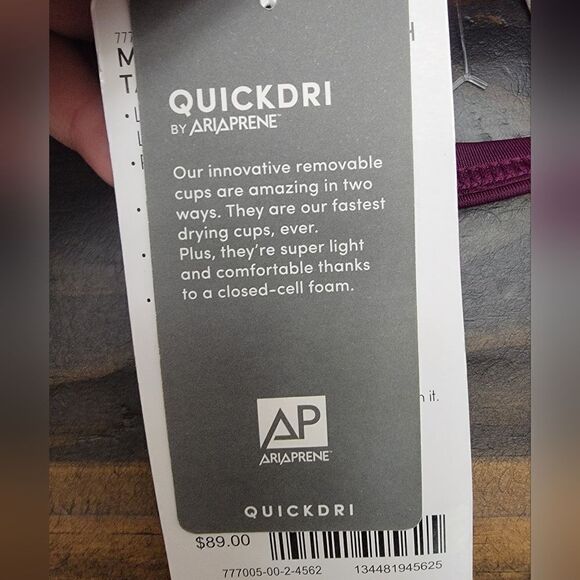 777
QUICKDRI
BY ARIAPRENE™
Our innovative removable
cups are amazing in two
ways. They are our fastest
drying cups, ever.
Plus, they're super light
and comfortable thanks
to a closed-cell foam.
it.
AP
ARIAPRENE™
QUICKDRI
$89.00
777005-00-2-4562
134481945625